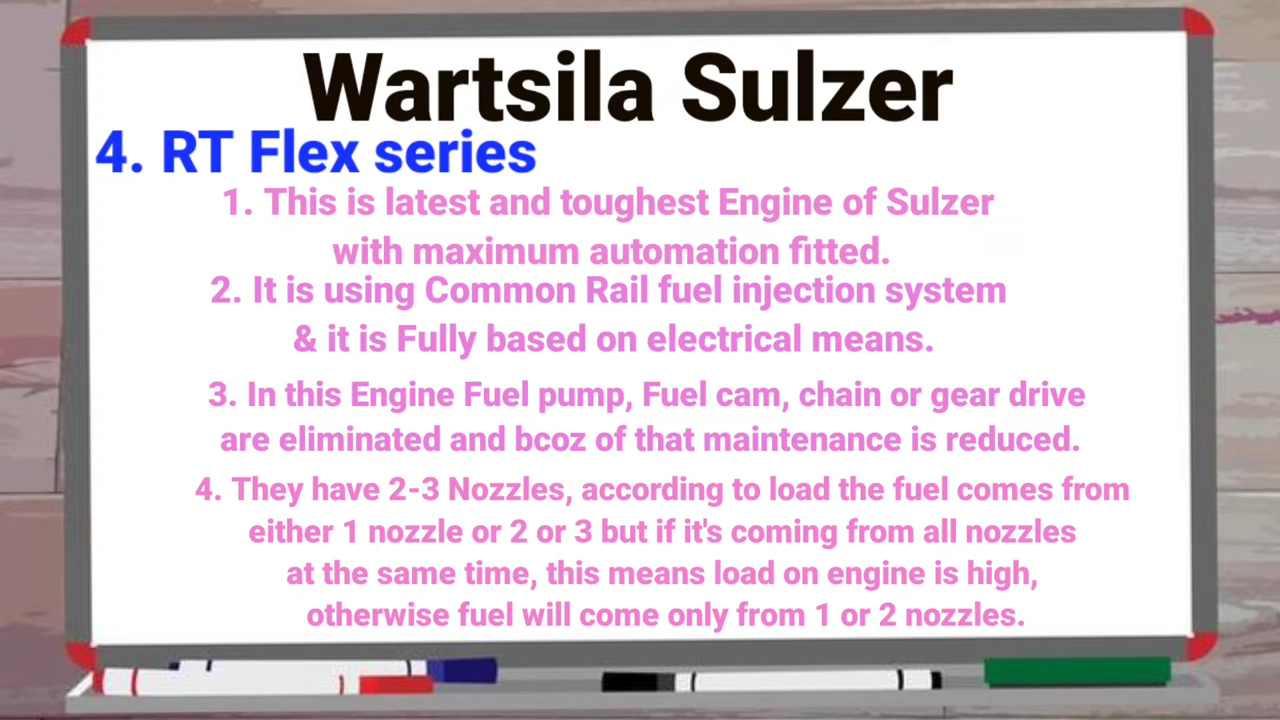 Wartsila Sulzer
4. RT Flex series
1. This is latest and toughest Engine of Sulzer
with maximum automation fitted.
2. It is using Common Rail fuel injection system
& it is Fully based on electrical means.
3. In this Engine Fuel pump, Fuel cam, chain or gear drive
are eliminated and bcoz of that maintenance is reduced.
4. They have 2-3 Nozzles, according to load the fuel comes from
either 1 nozzle or 2 or 3 but if it's coming from all nozzles
at the same time, this means load on engine is high,
otherwise fuel will come only from 1 or 2 nozzles.